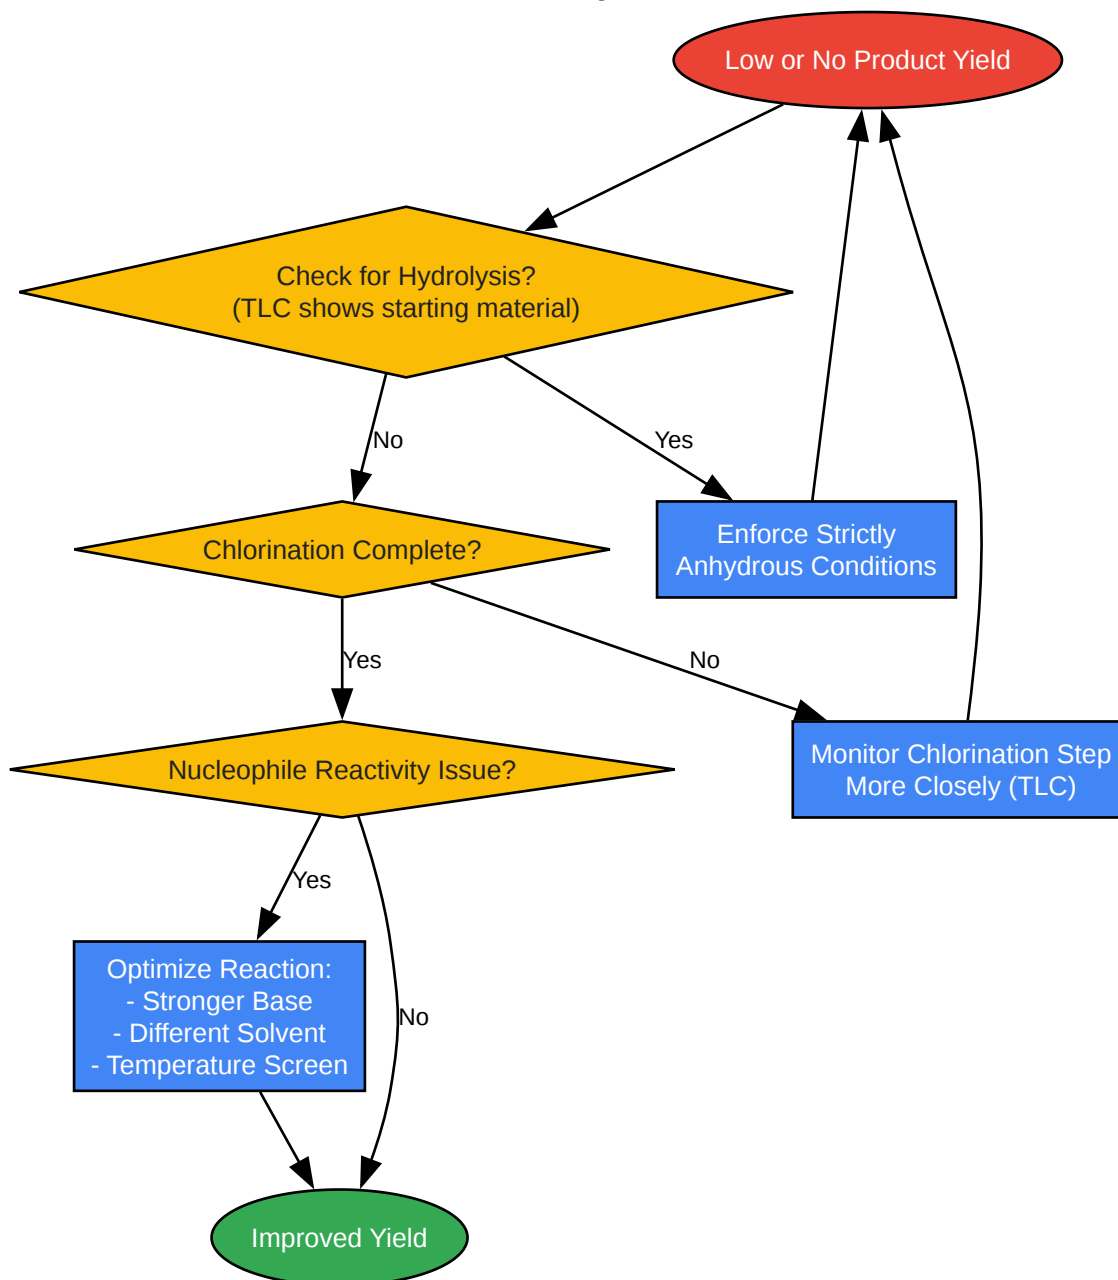 Low or No Product Yield
Check for Hydrolysis?
(TLC shows starting material)
No
Yes
Enforce Strictly
Anhydrous Conditions
Chlorination Complete?
Yes
No
Monitor Chlorination Step
More Closely (TLC)
Nucleophile Reactivity Issue?
Yes
No
Optimize Reaction:
- Stronger Base
- Different Solvent
- Temperature Screen
Improved Yield